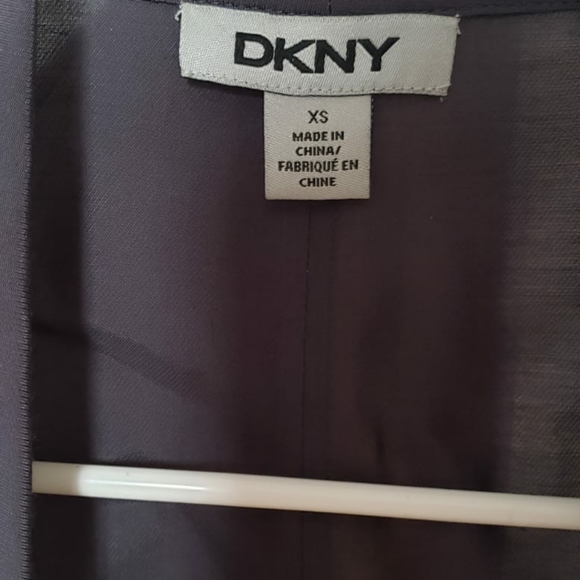 DKNY
XS
MADE IN
CHINA/
FABRIQUÉ EN
CHINE